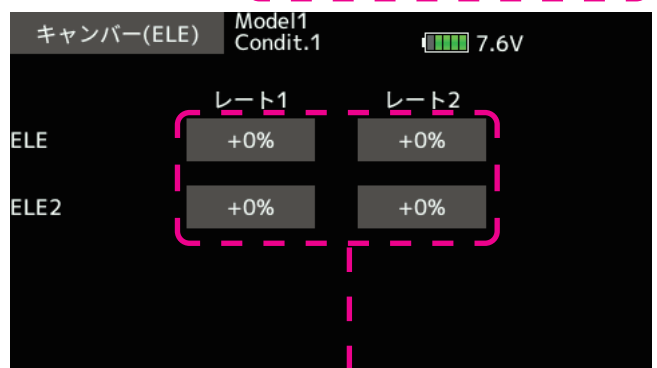 キャンバー(ELE)
Model1
Condit.1
7.6V
レート1 レート2
ELE +0% +0%
ELE2 +0% +0%